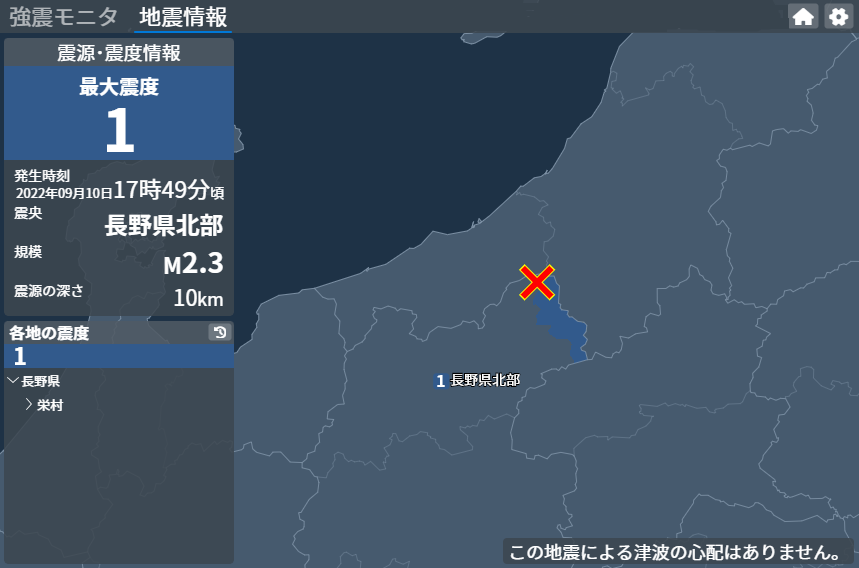 強震モニタ 地震情報
震源･震度情報
最大震度
1
発生時刻
2022年09月10日17時49分頃
震央
長野県北部
規模
M2.3
震源の深さ
10km
各地の震度
1
長野県
栄村
1 長野県北部
この地震による津波の心配はありません。